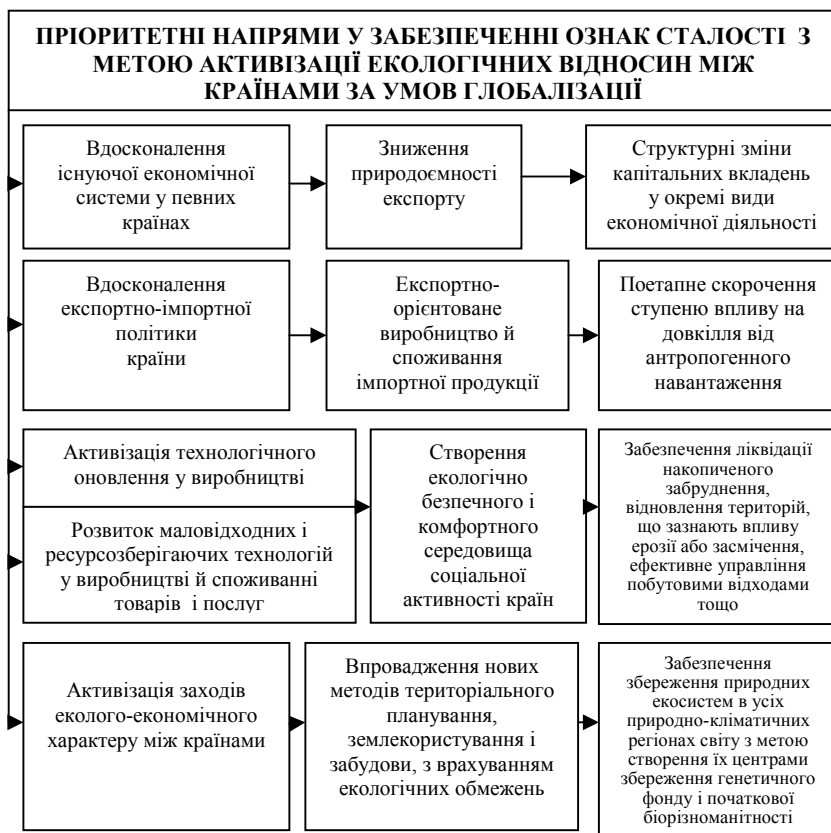 ПРІОРИТЕТНІ НАПРЯМИ У ЗАБЕЗПЕЧЕННІ ОЗНАК СТАЛОСТІ З
МЕТОЮ АКТИВІЗАЦІЇ ЕКОЛОГІЧНИХ ВІДНОСИН МІЖ
КРАЇНАМИ ЗА УМОВ ГЛОБАЛІЗАЦІЇ
Вдосконалення
існуючої економічної
системи у певних
країнах
Зниження
природоємності
експорту
Структурні зміни
капітальних вкладень
у окремі види
економічної діяльності
Вдосконалення
експортно-імпортної
політики
країни
Експортно-
орієнтоване
виробництво й
споживання
імпортної продукції
Поетапне скорочення
ступеню впливу на
довкілля від
антропогенного
навантаження
Активізація технологічного
оновлення у виробництві
Розвиток маловідходних і
ресурсозберігаючих технологій
у виробництві й споживанні
товарів і послуг
Створення
екологічно
безпечного і
комфортного
середовища
соціальної
активності країн
Забезпечення ліквідації
накопиченого
забруднення,
відновлення територій,
що зазнають впливу
ерозії або засмічення,
ефективне управління
побутовими відходами
тощо
Активізація заходів
еколого-економічного
характеру між країнами
Впровадження нових
методів територіального
планування,
землекористування і
забудови, з врахуванням
екологічних обмежень
Забезпечення
збереження природних
екосистем в усіх
природно-кліматичних
регіонах світу з метою
створення їх центрами
збереження генетичного
фонду і початкової
біорізноманітності